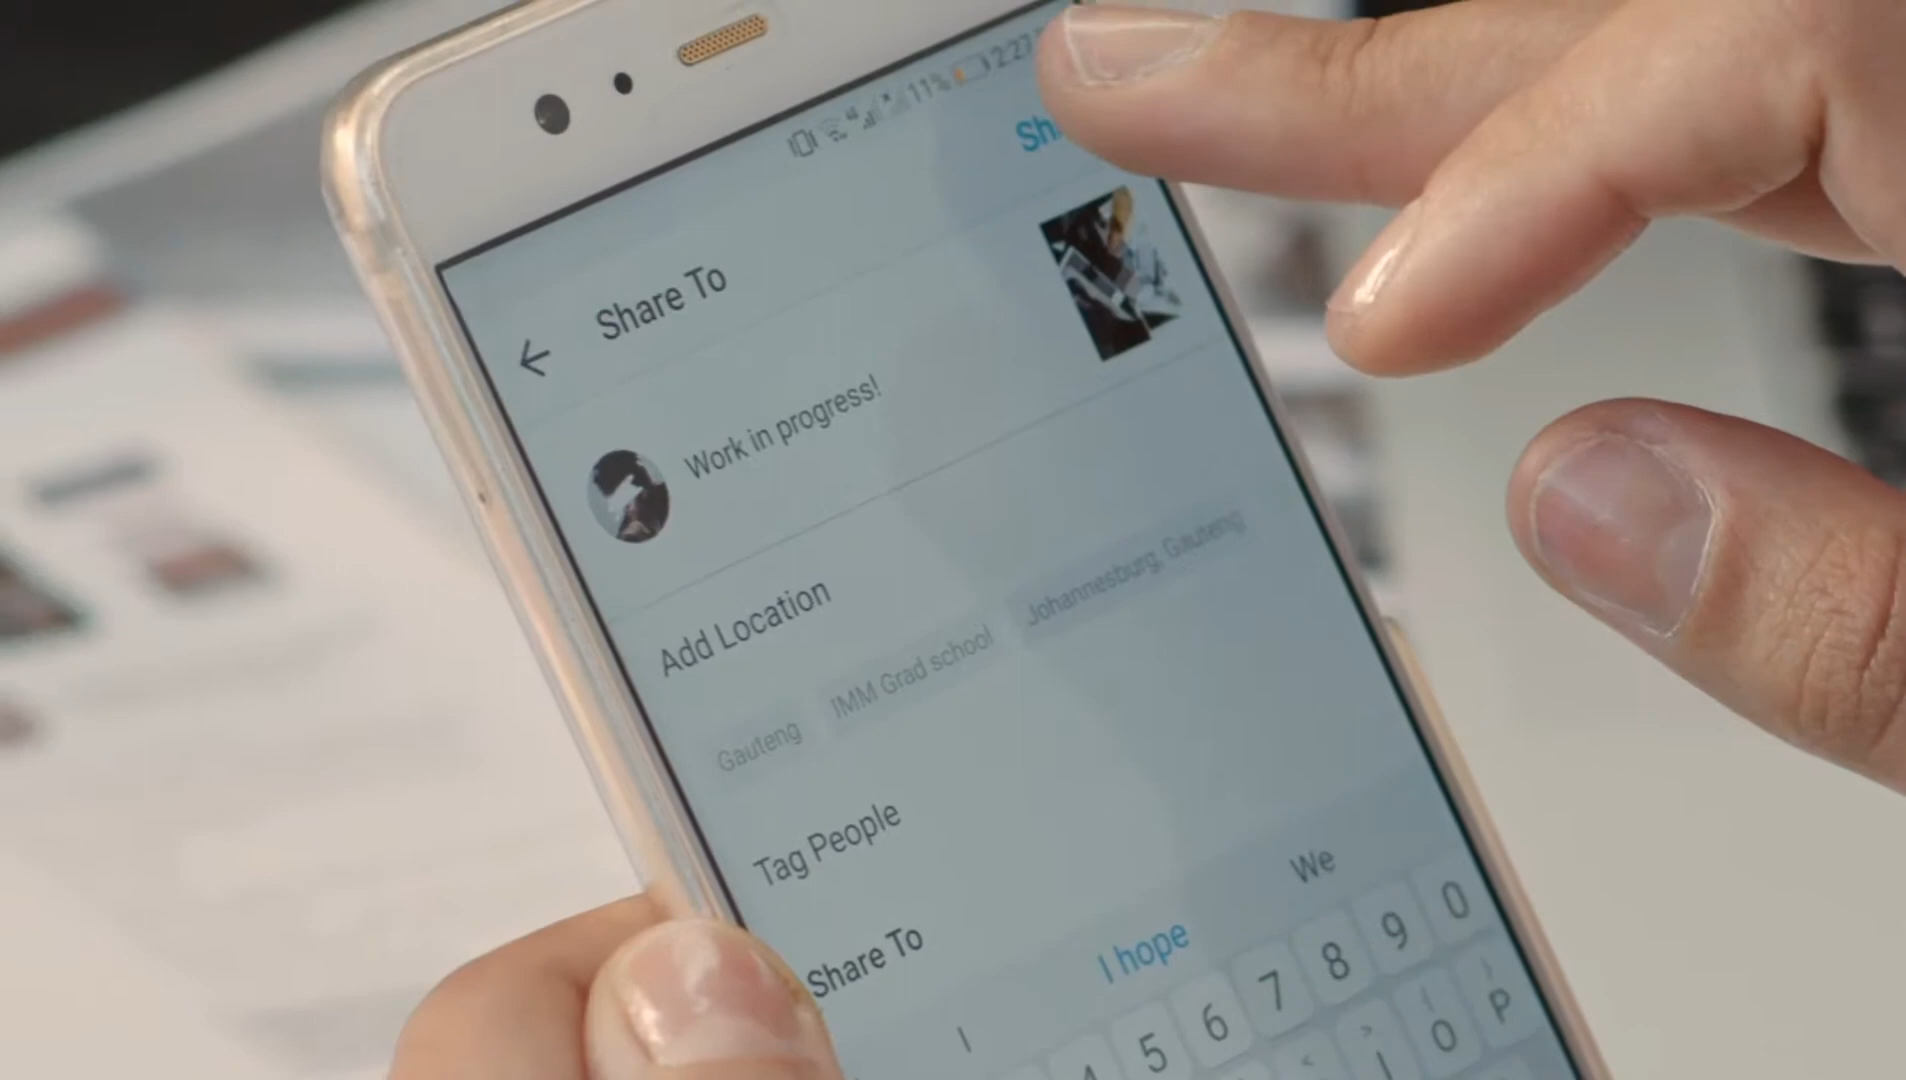 11% 2:27
Share To
Work in progress!
Add Location
Gauteng IMM Grad school Johannesburg, Gauteng
Tag People
Share To
I I hope We
4 5 6 7 8 9 0
I O P